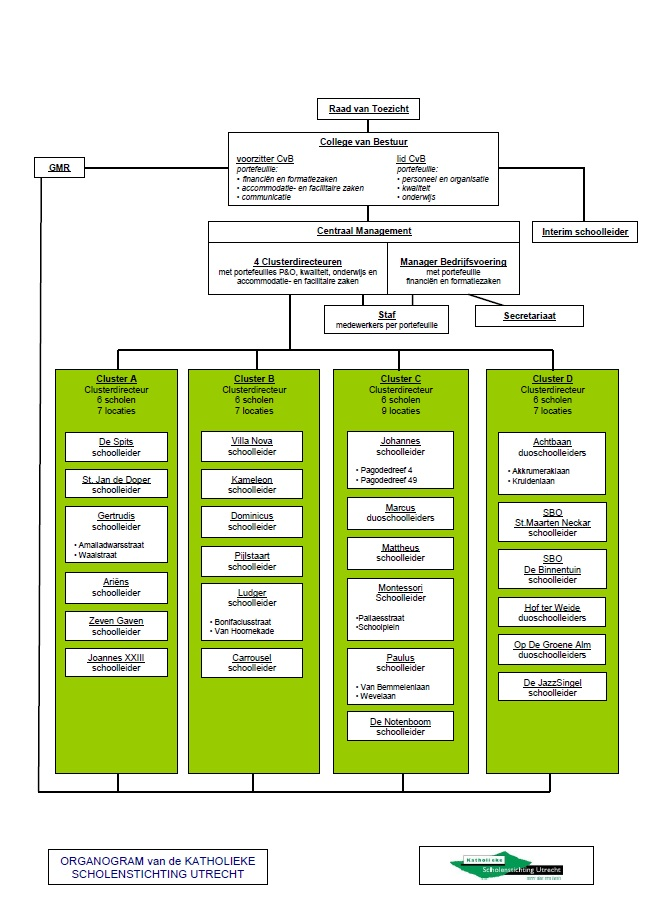 Raad van Toezicht
College van Bestuur
voorzitter CvB
portefeuille:
• financiën en formatiezaken
• accommodatie- en facilitaire zaken
• communicatie
lid CvB
portefeuille:
• personeel en organisatie
• kwaliteit
• onderwijs
GMR
Interim schoolleider
Centraal Management
4 Clusterdirecteuren
met portefeuilles P&O, kwaliteit, onderwijs en
accommodatie- en facilitaire zaken
Manager Bedrijfsvoering
met portefeuille
financiën en formatiezaken
Staf
medewerkers per portefeuille
Secretariaat
Cluster A
Clusterdirecteur
6 scholen
7 locaties
De Spits
schoolleider
St. Jan de Doper
schoolleider
Gertrudis
schoolleider
• Amaliadwarsstraat
• Waalstraat
Ariëns
schoolleider
Zeven Gaven
schoolleider
Joannes XXIII
schoolleider
Cluster B
Clusterdirecteur
6 scholen
7 locaties
Villa Nova
schoolleider
Kameleon
schoolleider
Dominicus
schoolleider
Pijlstaart
schoolleider
Ludger
schoolleider
• Bonifaciusstraat
• Van Hoornekade
Carrousel
schoolleider
Cluster C
Clusterdirecteur
6 scholen
9 locaties
Johannes
schoolleider
• Pagodedreef 4
• Pagodedreef 49
Marcus
duoschoolleiders
Mattheus
schoolleider
Montessori
Schoolleider
•Pallaesstraat
•Schoolplein
Paulus
schoolleider
• Van Bemmelenlaan
• Wevelaan
De Notenboom
schoolleider
Cluster D
Clusterdirecteur
6 scholen
7 locaties
Achtbaan
duoschoolleiders
• Akkrumeraklaan
• Kruidenlaan
SBO
St.Maarten Neckar
schoolleider
SBO
De Binnentuin
schoolleider
Hof ter Weide
duoschoolleiders
Op De Groene Alm
duoschoolleiders
De JazzSingel
schoolleider
ORGANOGRAM van de KATHOLIEKE
SCHOLENSTICHTING UTRECHT
Katholieke
Scholenstichting Utrecht